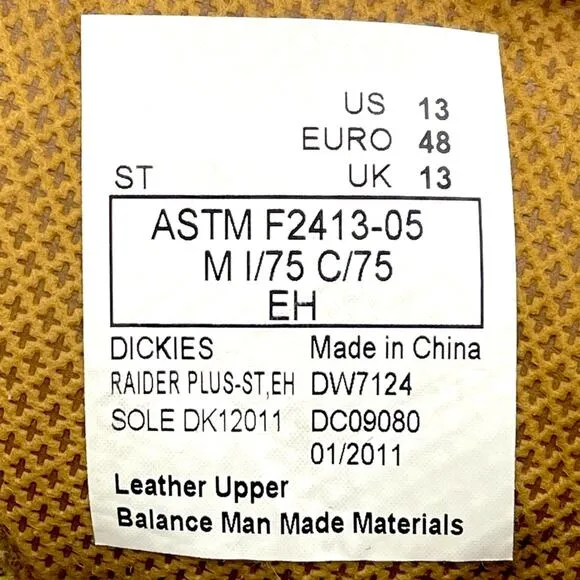 US 13
EURO 48
ST UK 13
ASTM F2413-05
M I/75 C/75
EH
DICKIES Made in China
RAIDER PLUS-ST,EH DW7124
SOLE DK12011 DC09080
01/2011
Leather Upper
Balance Man Made Materials